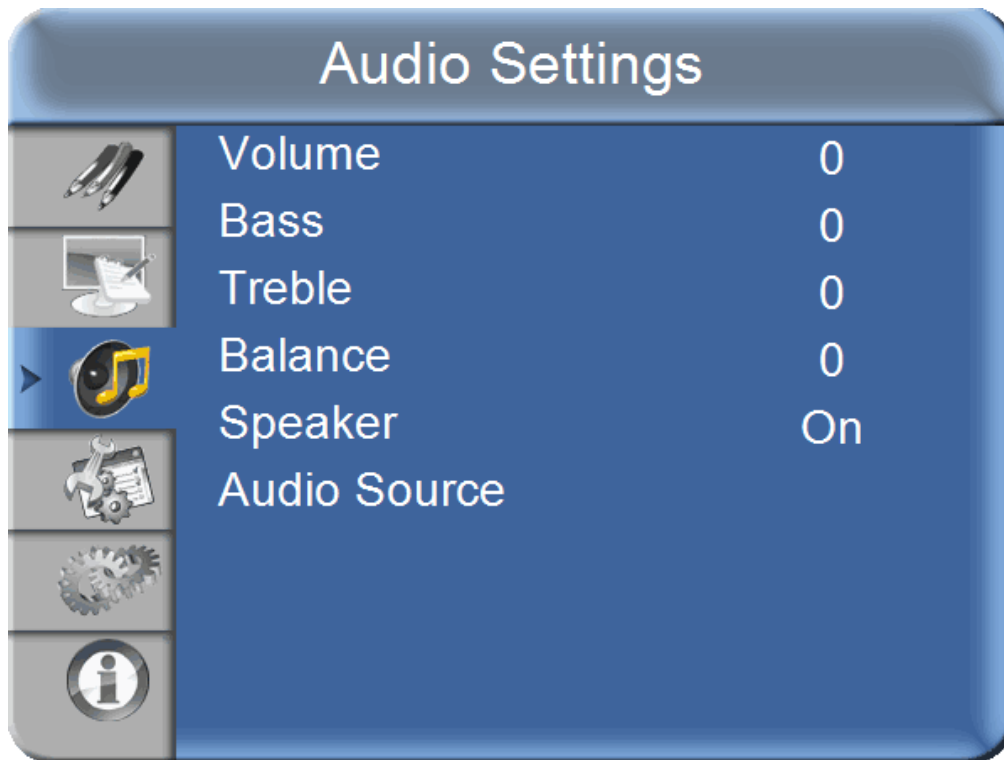 Audio Settings
Volume 0
Bass 0
Treble 0
Balance 0
Speaker On
Audio Source